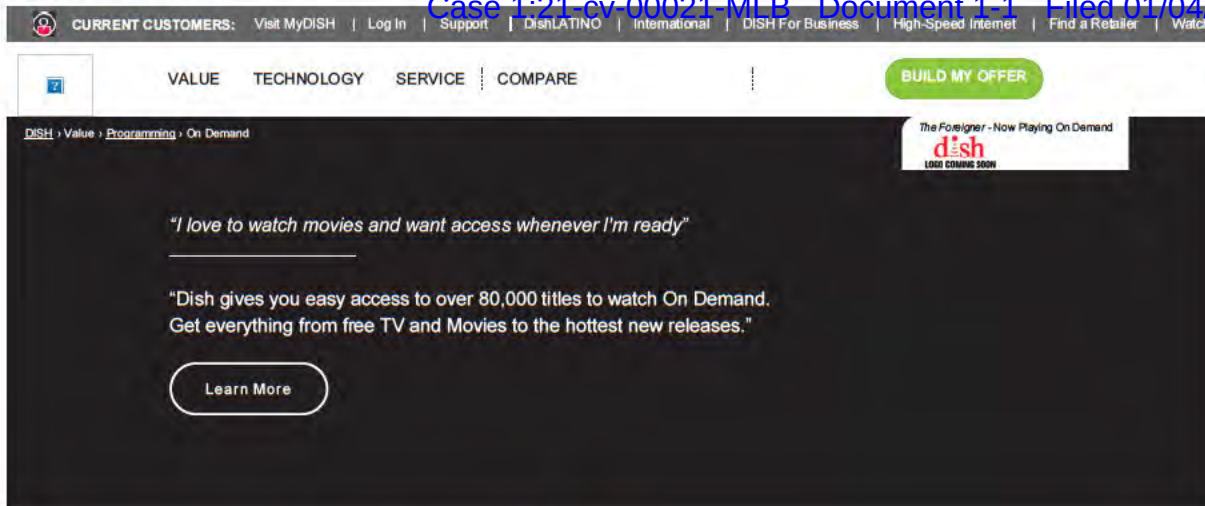 Case 1:21-cv-00021-MLB Document 1-1 Filed 01/04
CURRENT CUSTOMERS: Visit MyDISH | Log In | Support | DishLATINO | International | DISH For Business | High-Speed Internet | Find a Retailer | Watc
VALUE TECHNOLOGY SERVICE COMPARE BUILD MY OFFER
DISH › Value › Programming › On Demand
The Foreigner - Now Playing On Demand
dish
LOGO COMING SOON
“I love to watch movies and want access whenever I'm ready”
“Dish gives you easy access to over 80,000 titles to watch On Demand.
Get everything from free TV and Movies to the hottest new releases.”
Learn More